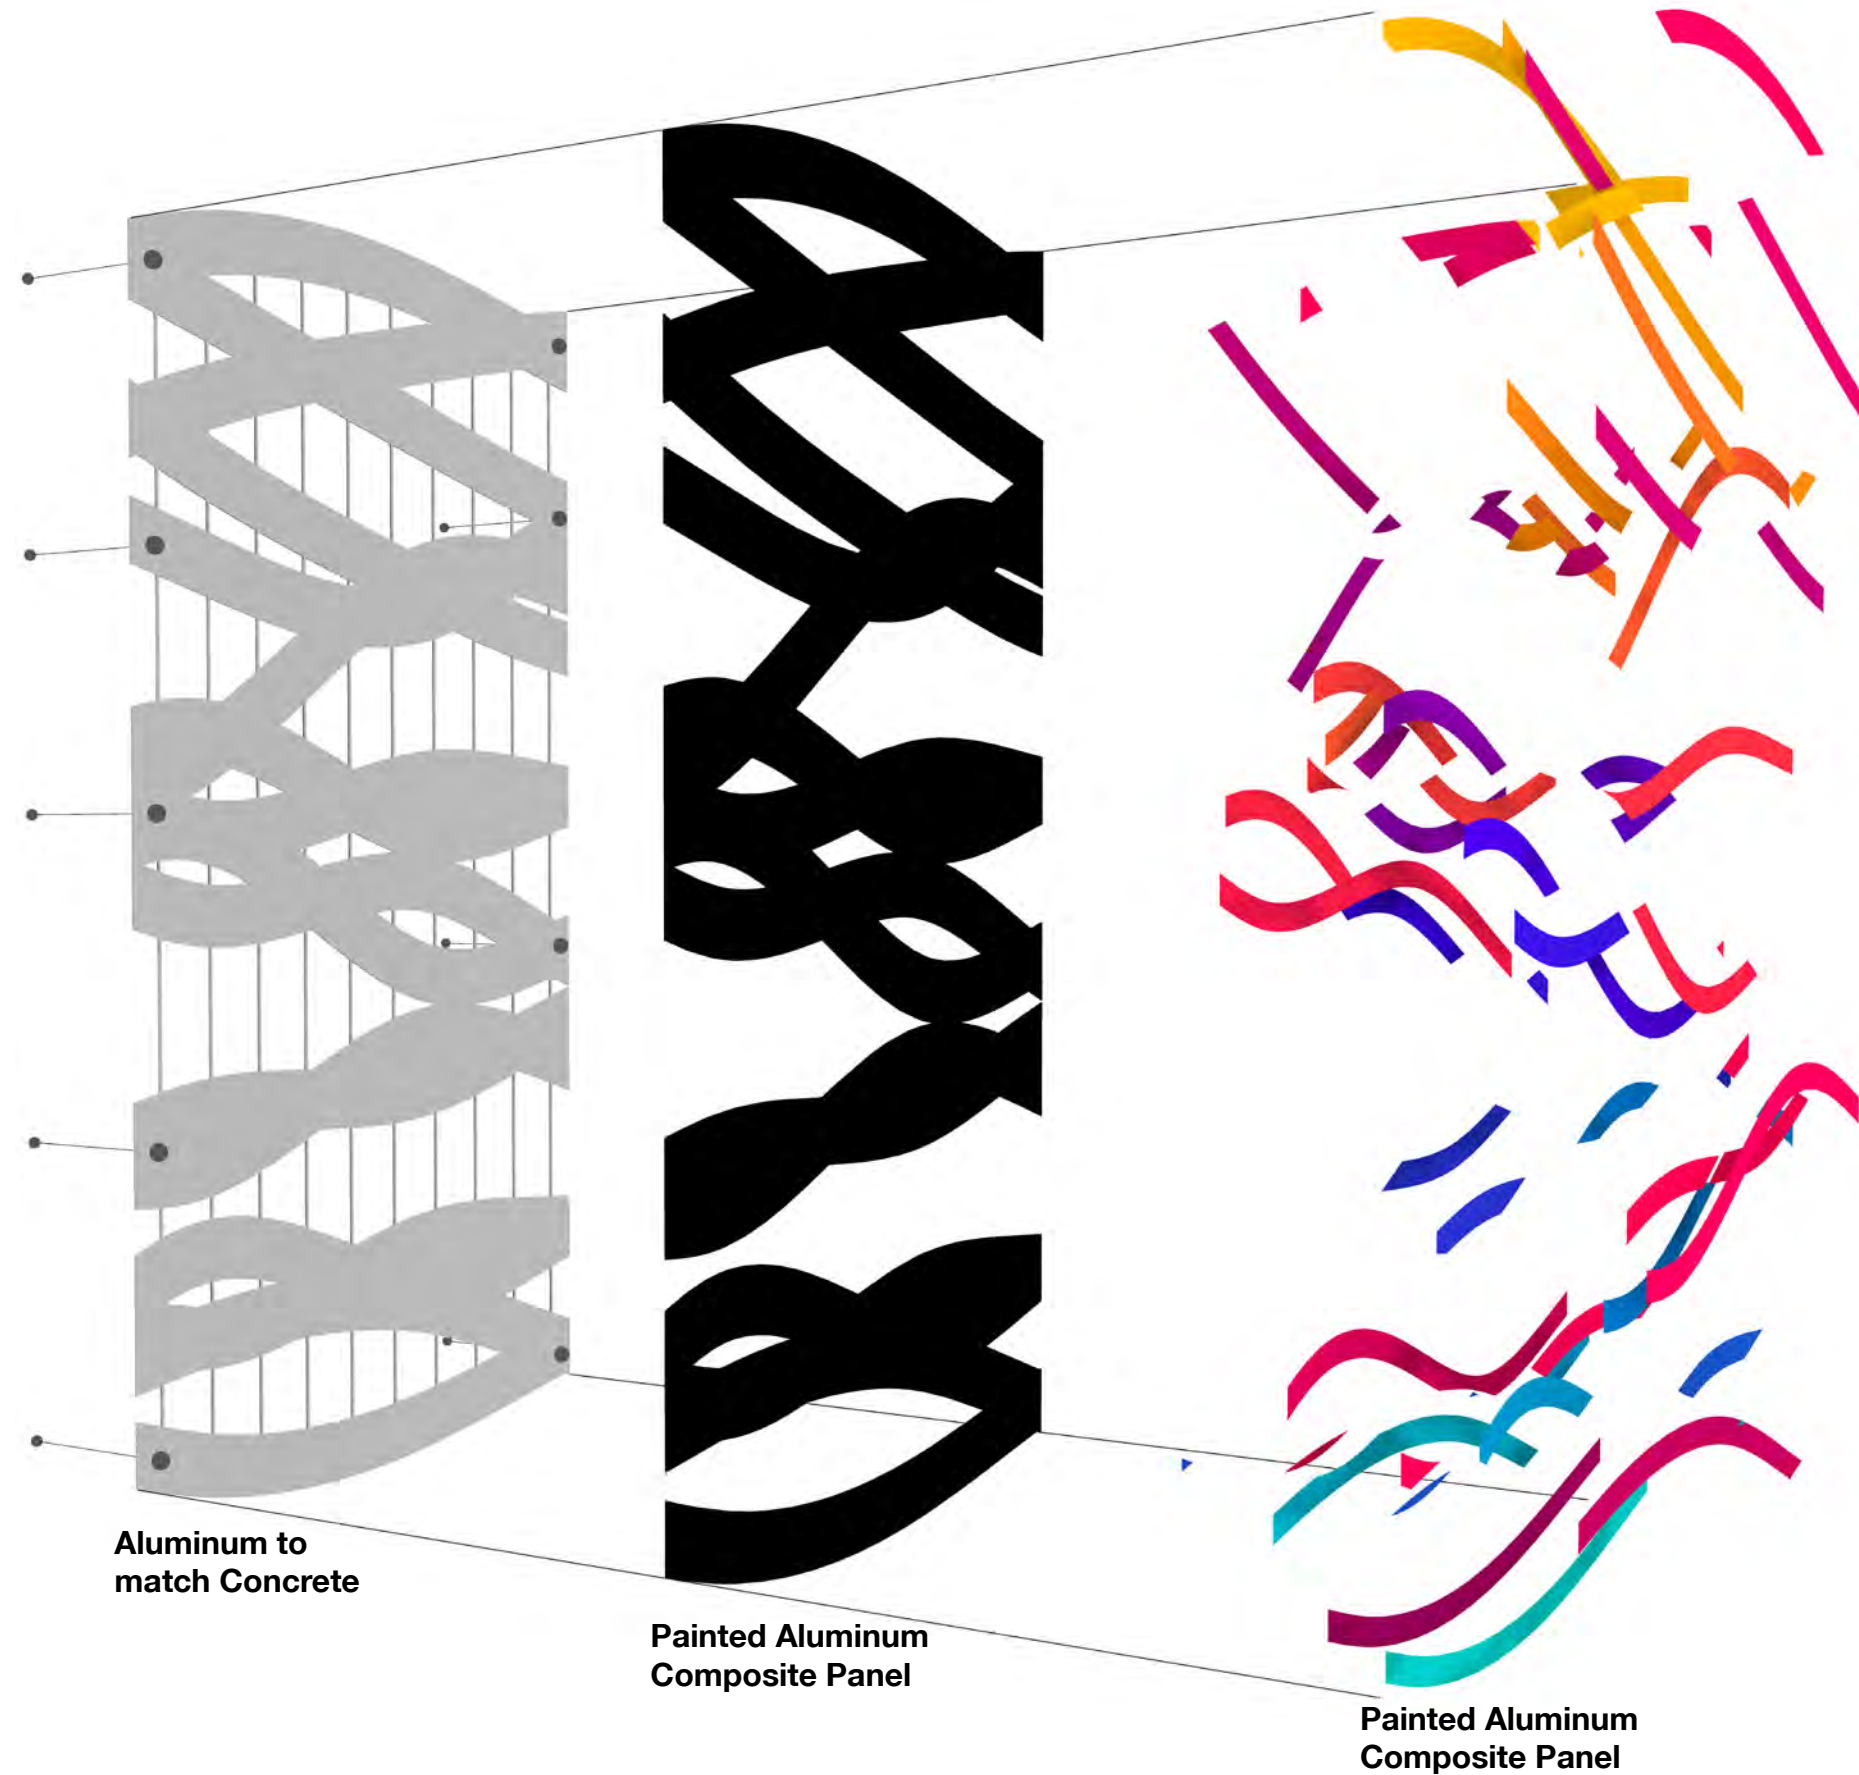 Aluminum to
match Concrete
Painted Aluminum
Composite Panel
Painted Aluminum
Composite Panel